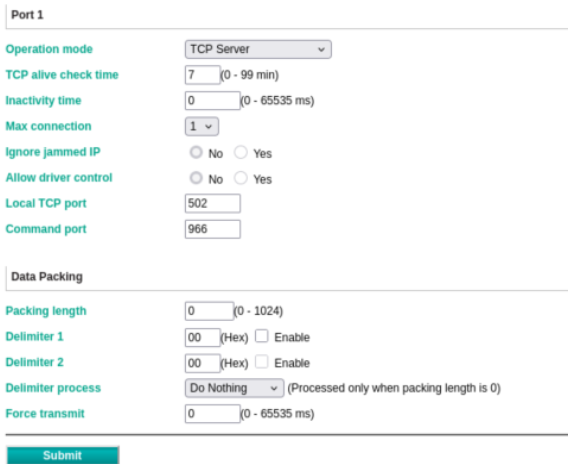 Port 1
Operation mode TCP Server
TCP alive check time 7 (0 - 99 min)
Inactivity time 0 (0 - 65535 ms)
Max connection 1
Ignore jammed IP No Yes
Allow driver control No Yes
Local TCP port 502
Command port 966
Data Packing
Packing length 0 (0 - 1024)
Delimiter 1 00 (Hex) Enable
Delimiter 2 00 (Hex) Enable
Delimiter process Do Nothing (Processed only when packing length is 0)
Force transmit 0 (0 - 65535 ms)
Submit